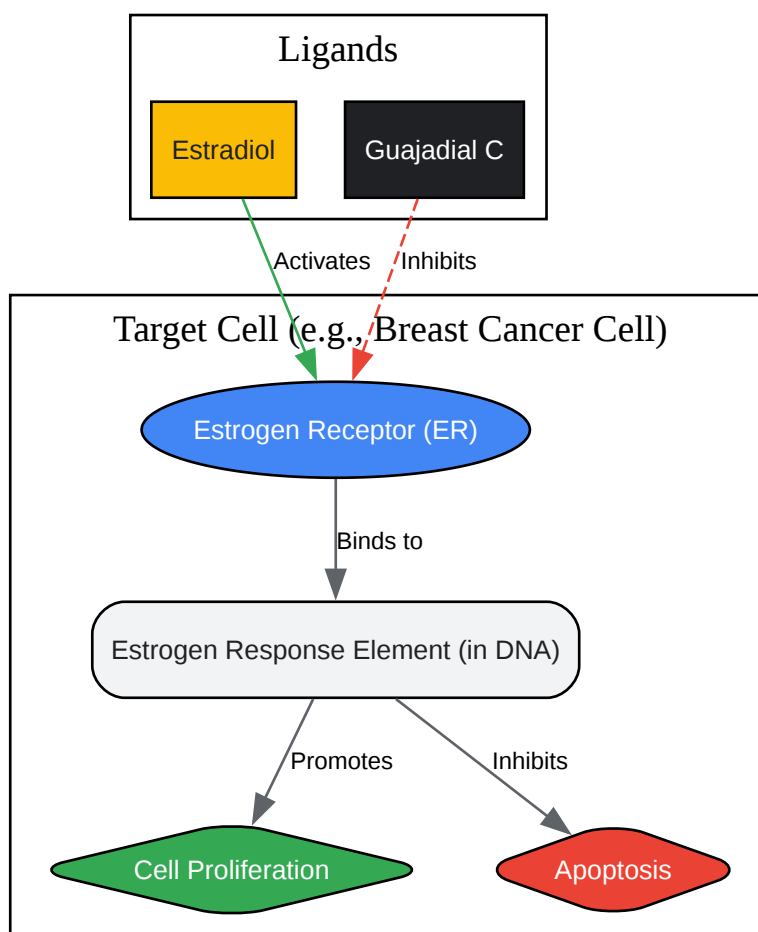 Ligands
Estradiol
Guajadial C
Activates
Inhibits
Target Cell (e.g., Breast Cancer Cell)
Estrogen Receptor (ER)
Binds to
Estrogen Response Element (in DNA)
Promotes
Inhibits
Cell Proliferation
Apoptosis